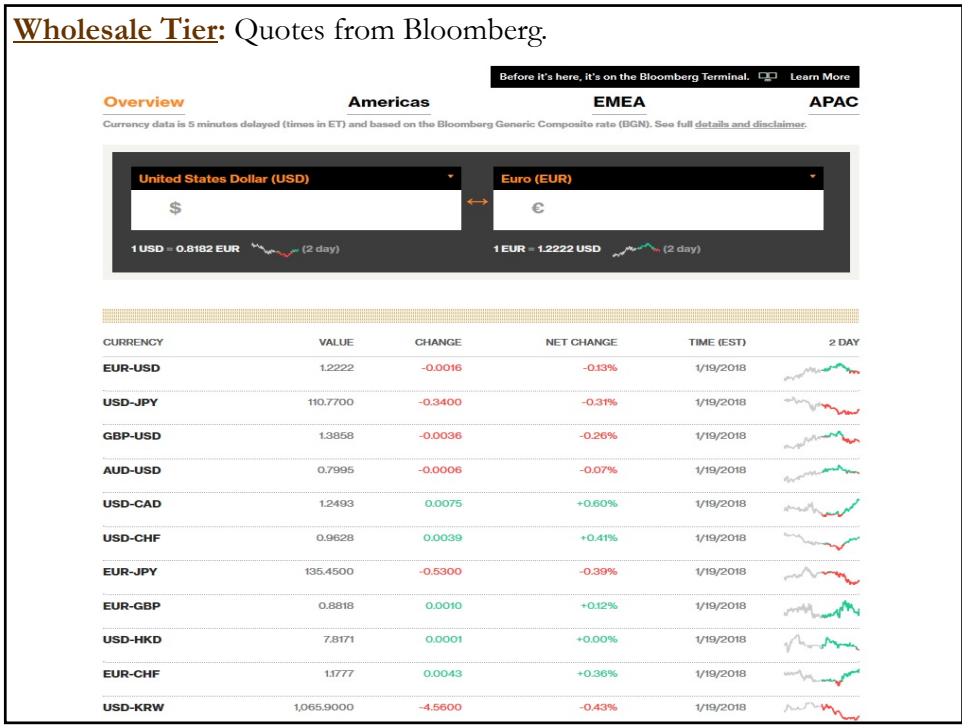 Wholesale Tier: Quotes from Bloomberg.
Before it's here, it's on the Bloomberg Terminal. Learn More
Overview Americas EMEA APAC
Currency data is 5 minutes delayed (times in ET) and based on the Bloomberg Generic Composite rate (BGN). See full details and disclaimer.
United States Dollar (USD) Euro (EUR)
$ €
1 USD = 0.8182 EUR (2 day) 1 EUR = 1.2222 USD (2 day)
CURRENCY VALUE CHANGE NET CHANGE TIME (EST) 2 DAY
EUR-USD 1.2222 -0.0016 -0.13% 1/19/2018
USD-JPY 110.7700 -0.3400 -0.31% 1/19/2018
GBP-USD 1.3858 -0.0036 -0.26% 1/19/2018
AUD-USD 0.7995 -0.0006 -0.07% 1/19/2018
USD-CAD 1.2493 0.0075 +0.60% 1/19/2018
USD-CHF 0.9628 0.0039 +0.41% 1/19/2018
EUR-JPY 135.4500 -0.5300 -0.39% 1/19/2018
EUR-GBP 0.8818 0.0010 +0.12% 1/19/2018
USD-HKD 7.8171 0.0001 +0.00% 1/19/2018
EUR-CHF 1.1777 0.0043 +0.36% 1/19/2018
USD-KRW 1,065.9000 -4.5600 -0.43% 1/19/2018